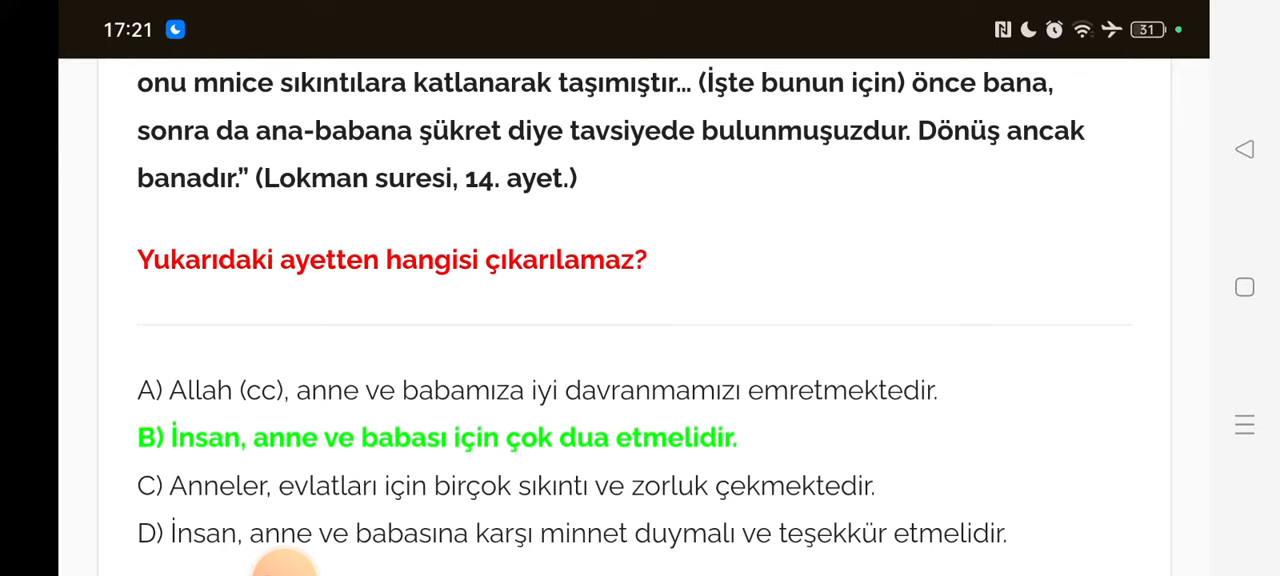 17:21
31
onu mnice sıkıntılara katlanarak taşımıştır... (İşte bunun için) önce bana,
sonra da ana-babana şükret diye tavsiyede bulunmuşuzdur. Dönüş ancak
banadır.” (Lokman suresi, 14. ayet.)
Yukarıdaki ayetten hangisi çıkarılamaz?
A) Allah (cc), anne ve babamıza iyi davranmamızı emretmektedir.
B) İnsan, anne ve babası için çok dua etmelidir.
C) Anneler, evlatları için birçok sıkıntı ve zorluk çekmektedir.
D) İnsan, anne ve babasına karşı minnet duymalı ve teşekkür etmelidir.